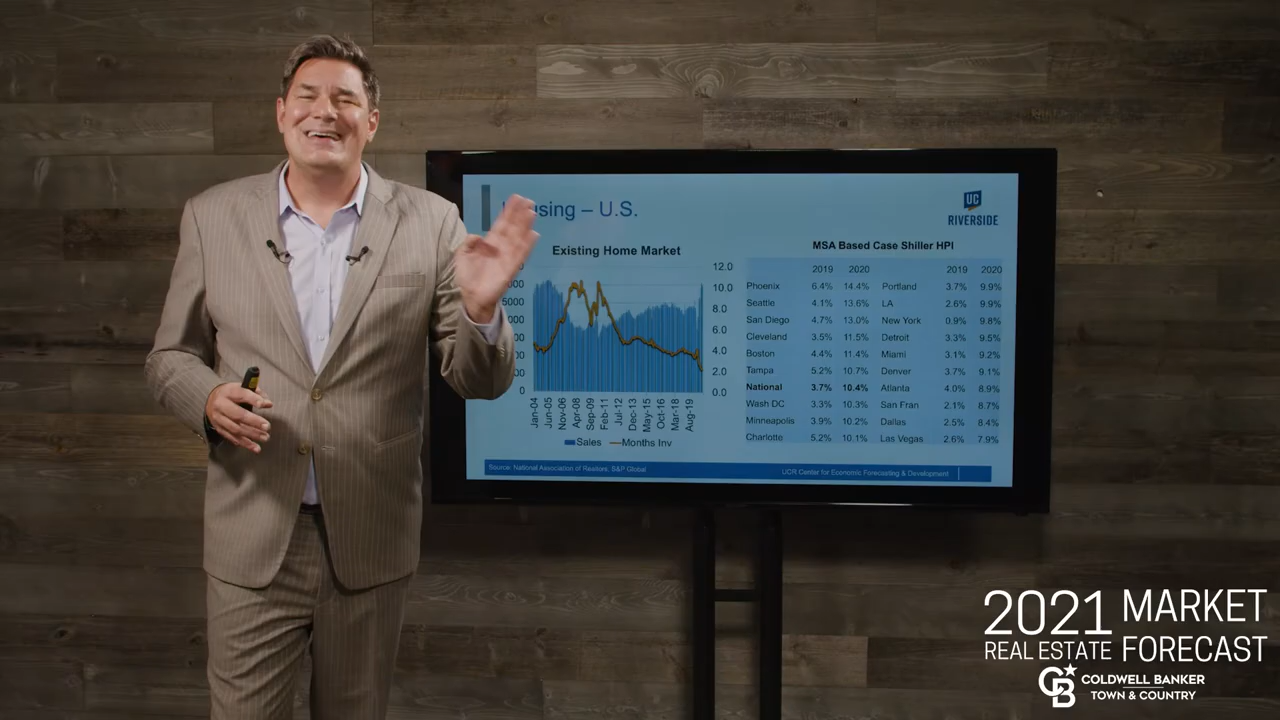 – U.S.
UC
RIVERSIDE
Existing Home Market
12.0
10.0
8.0
6.0
4.0
2.0
0.0
5000
0
Jan-04
Jun-05
Nov-06
Apr-08
Sep-09
Feb-11
Jul-12
Dec-13
May-15
Oct-16
Mar-18
Aug-19
Sales
Months Inv
MSA Based Case Shiller HPI
2019 2020 2019 2020
Phoenix 6.4% 14.4% Portland 3.7% 9.9%
Seattle 4.1% 13.6% LA 2.6% 9.9%
San Diego 4.7% 13.0% New York 0.9% 9.8%
Cleveland 3.5% 11.5% Detroit 3.3% 9.5%
Boston 4.4% 11.4% Miami 3.1% 9.2%
Tampa 5.2% 10.7% Denver 3.7% 9.1%
National 3.7% 10.4% Atlanta 4.0% 8.9%
Wash DC 3.3% 10.3% San Fran 2.1% 8.7%
Minneapolis 3.9% 10.2% Dallas 2.5% 8.4%
Charlotte 5.2% 10.1% Las Vegas 2.6% 7.9%
Source: National Association of Realtors, S&P Global
UCR Center for Economic Forecasting & Development
2021 MARKET
REAL ESTATE FORECAST
CB
COLDWELL BANKER
TOWN & COUNTRY